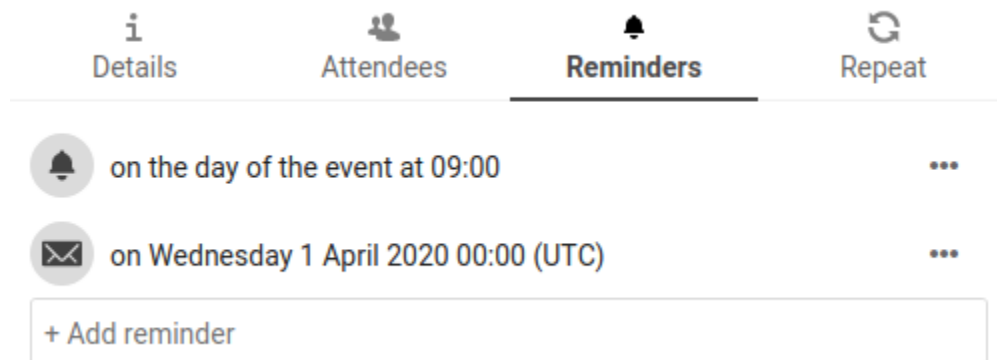 Details
Attendees
Reminders
Repeat
on the day of the event at 09:00
on Wednesday 1 April 2020 00:00 (UTC)
+ Add reminder